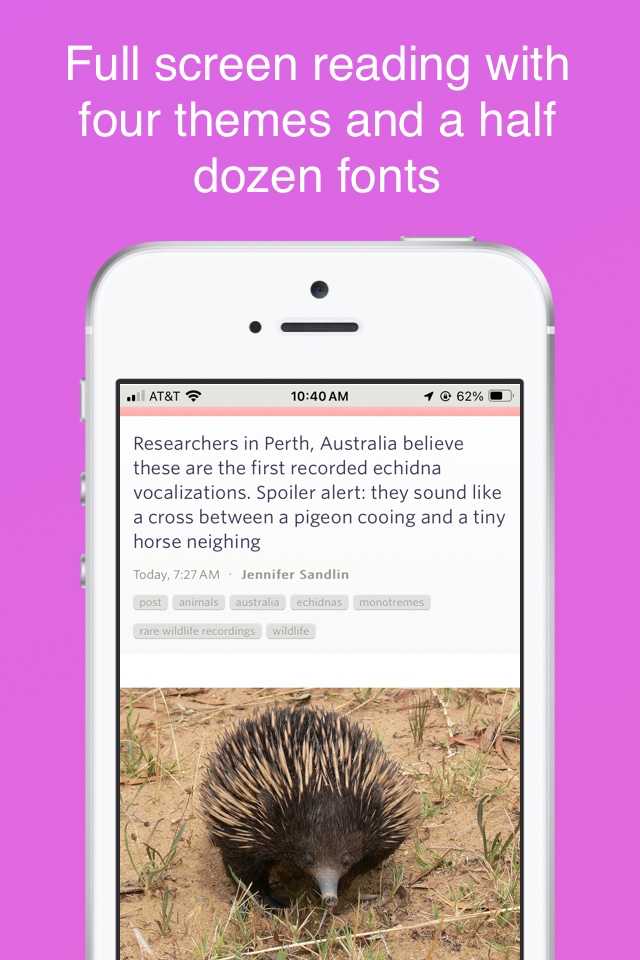 Full screen reading with
four themes and a half
dozen fonts
AT&T 10:40 AM 62%
Researchers in Perth, Australia believe
these are the first recorded echidna
vocalizations. Spoiler alert: they sound like
a cross between a pigeon cooing and a tiny
horse neighing
Today, 7:27 AM · Jennifer Sandlin
post animals australia echidnas monotremes
rare wildlife recordings wildlife